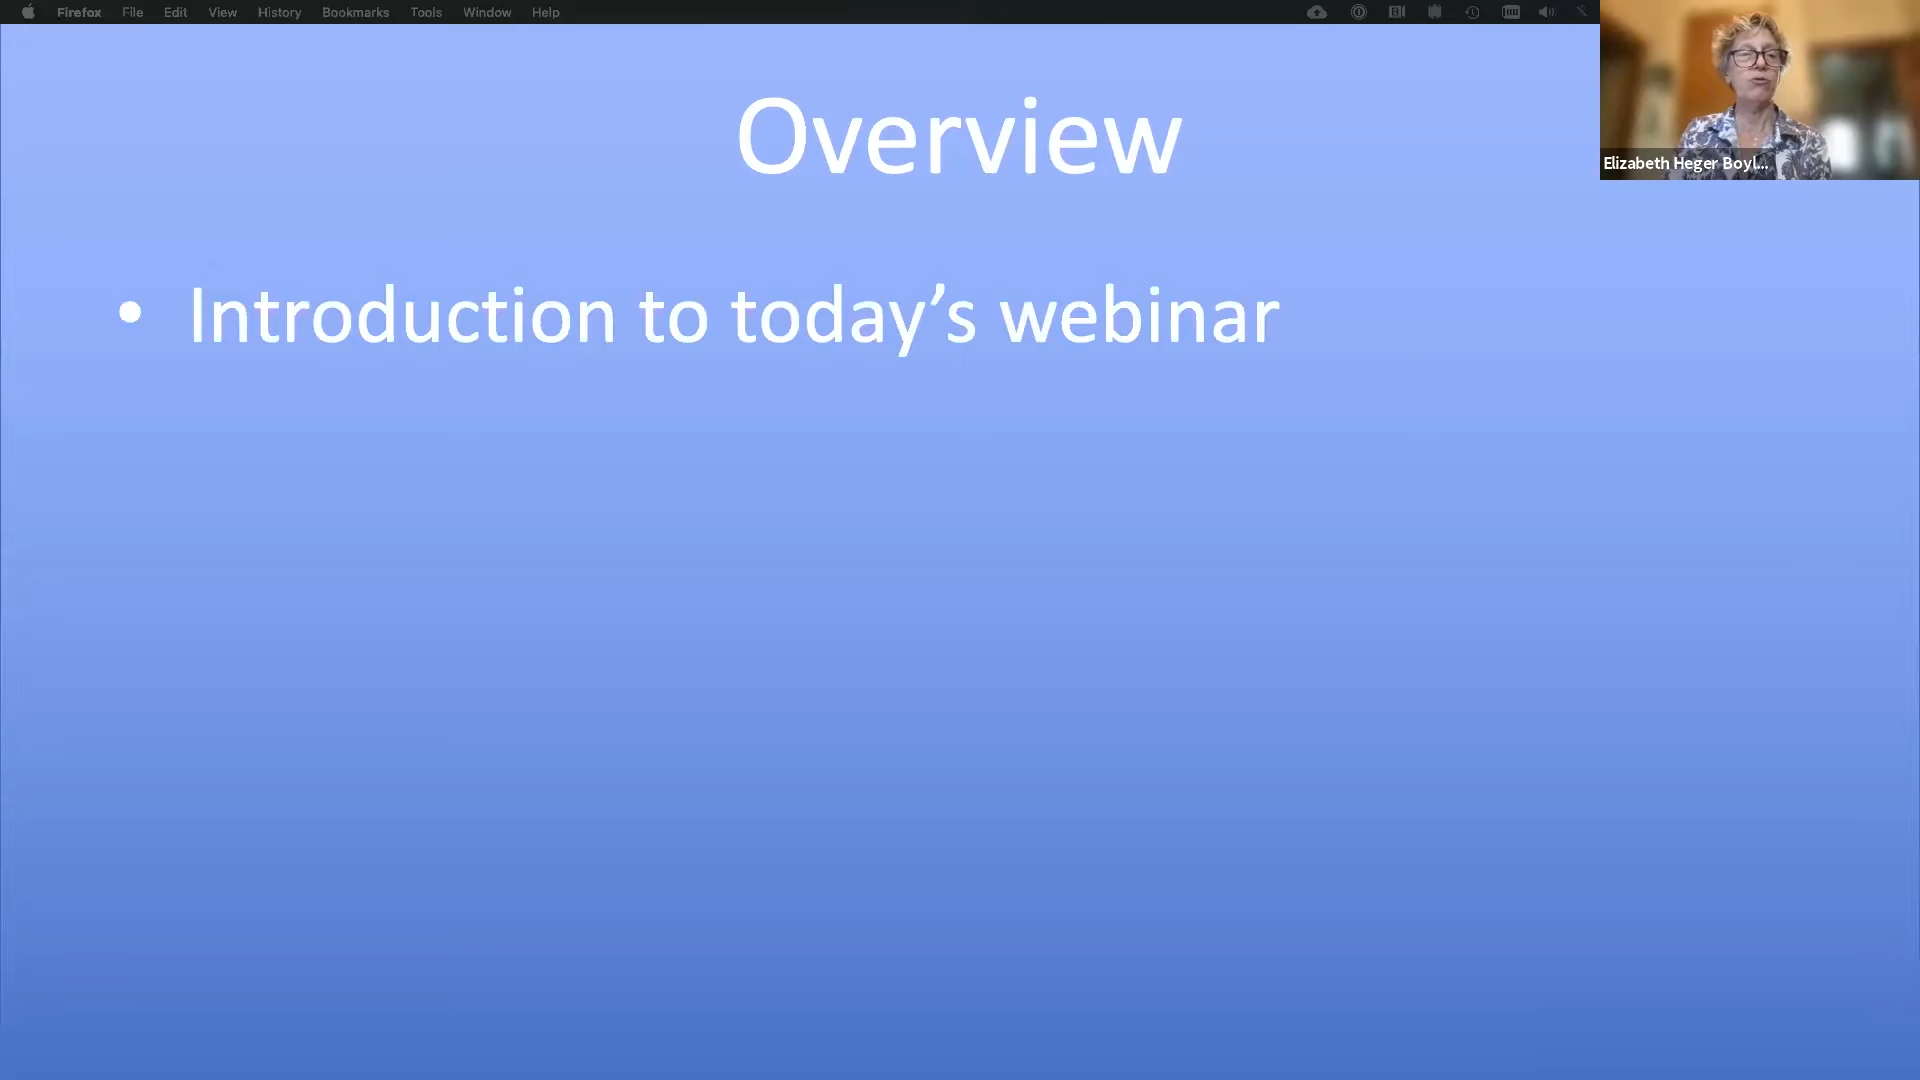 Firefox File Edit View History Bookmarks Tools Window Help
Overview
Elizabeth Heger Boyl...
• Introduction to today’s webinar